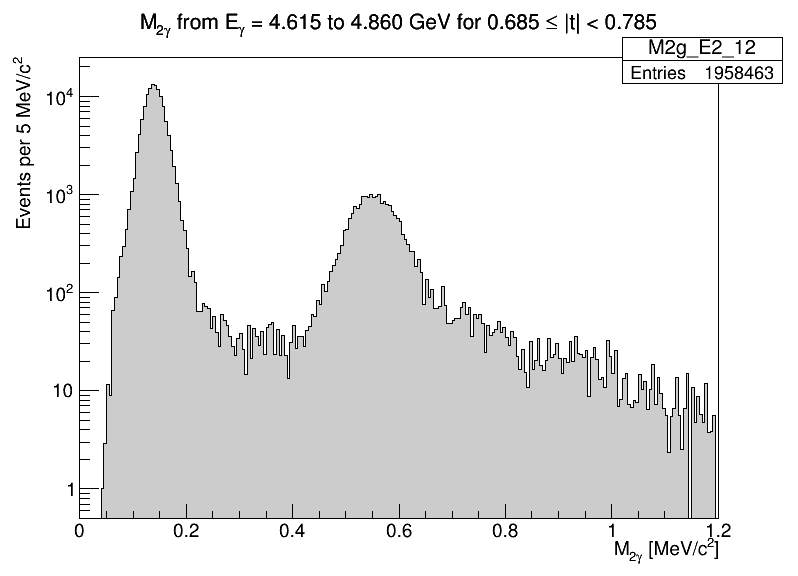 M₂γ from Eγ = 4.615 to 4.860 GeV for 0.685 ≤ |t| < 0.785
M2g_E2_12
Entries 1958463
Events per 5 MeV/c²
10⁴
10³
10²
10
1
0 0.2 0.4 0.6 0.8 1 1.2
M₂γ [MeV/c²]